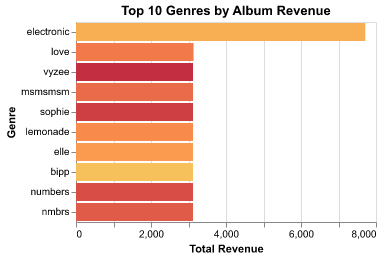 Top 10 Genres by Album Revenue
Genre
electronic
love
vyzee
msmsmsm
sophie
lemonade
elle
bipp
numbers
nmbrs
0 2,000 4,000 6,000 8,000
Total Revenue